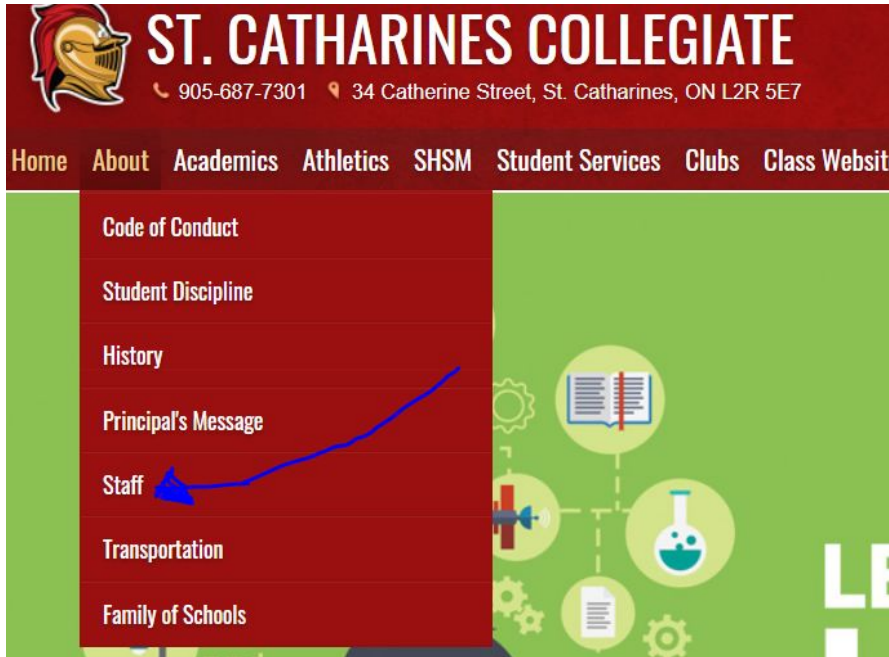 ST. CATHARINES COLLEGIATE
905-687-7301 34 Catherine Street, St. Catharines, ON L2R 5E7
Home About Academics Athletics SHSM Student Services Clubs Class Websit
Code of Conduct
Student Discipline
History
Principal's Message
Staff
Transportation
Family of Schools
LE